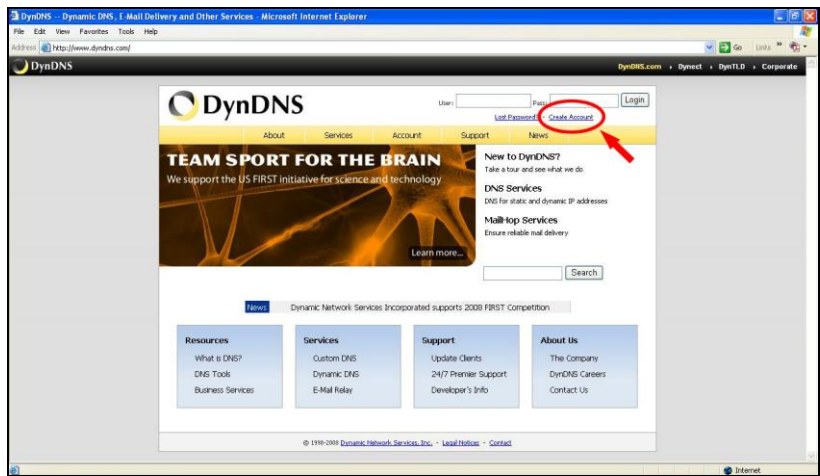 DynDNS -- Dynamic DNS, E-Mail Delivery and Other Services - Microsoft Internet Explorer
File Edit View Favorites Tools Help
Address http://www.dyndns.com/ Go Links »
DynDNS DynDNS.com Dynect DynTLD Corporate
DynDNS User: Pass: Login
Lost Password? - Create Account
About Services Account Support News
TEAM SPORT FOR THE BRAIN
We support the US FIRST initiative for science and technology
Learn more...
New to DynDNS?
Take a tour and see what we do
DNS Services
DNS for static and dynamic IP addresses
MailHop Services
Ensure reliable mail delivery
Search
News Dynamic Network Services Incorporated supports 2008 FIRST Competition
Resources
What is DNS?
DNS Tools
Business Services
Services
Custom DNS
Dynamic DNS
E-Mail Relay
Support
Update Clients
24/7 Premier Support
Developer's Info
About Us
The Company
DynDNS Careers
Contact Us
© 1998-2008 Dynamic Network Services, Inc. - Legal Notices - Contact
Internet